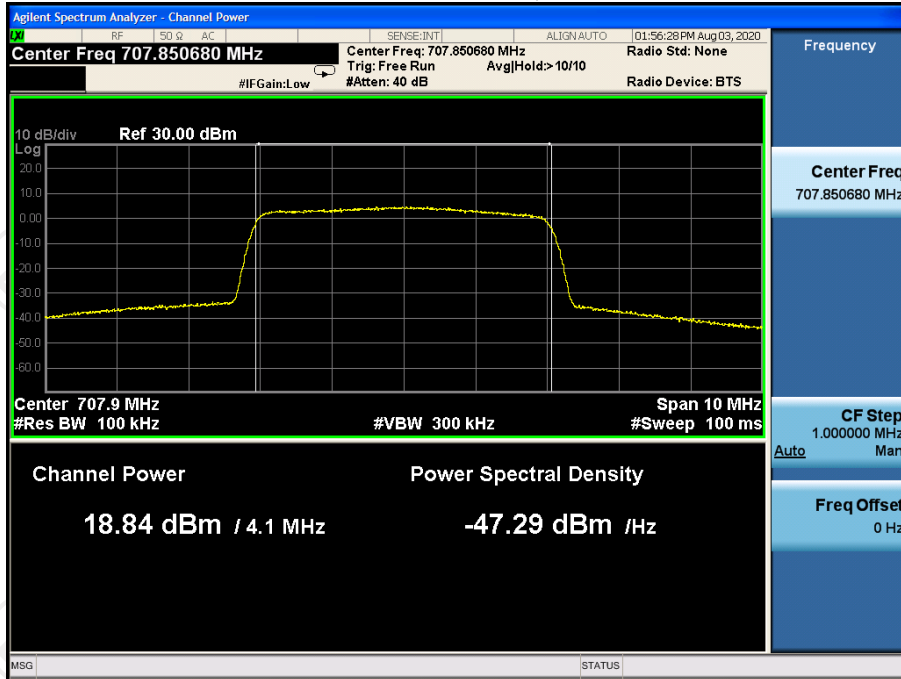 Agilent Spectrum Analyzer - Channel Power
LXI RF 50 Ω AC SENSE:INT ALIGN AUTO 01:56:28 PM Aug 03, 2020
Center Freq 707.850680 MHz
#IFGain:Low
Center Freq: 707.850680 MHz
Trig: Free Run Avg|Hold:>10/10
#Atten: 40 dB
Radio Std: None
Radio Device: BTS
10 dB/div Ref 30.00 dBm
Log
20.0
10.0
0.00
-10.0
-20.0
-30.0
-40.0
-50.0
-60.0
Center 707.9 MHz Span 10 MHz
#Res BW 100 kHz #VBW 300 kHz #Sweep 100 ms
Channel Power Power Spectral Density
18.84 dBm / 4.1 MHz -47.29 dBm /Hz
MSG STATUS
Frequency
Center Freq
707.850680 MHz
CF Step
1.000000 MHz
Auto Man
Freq Offset
0 Hz